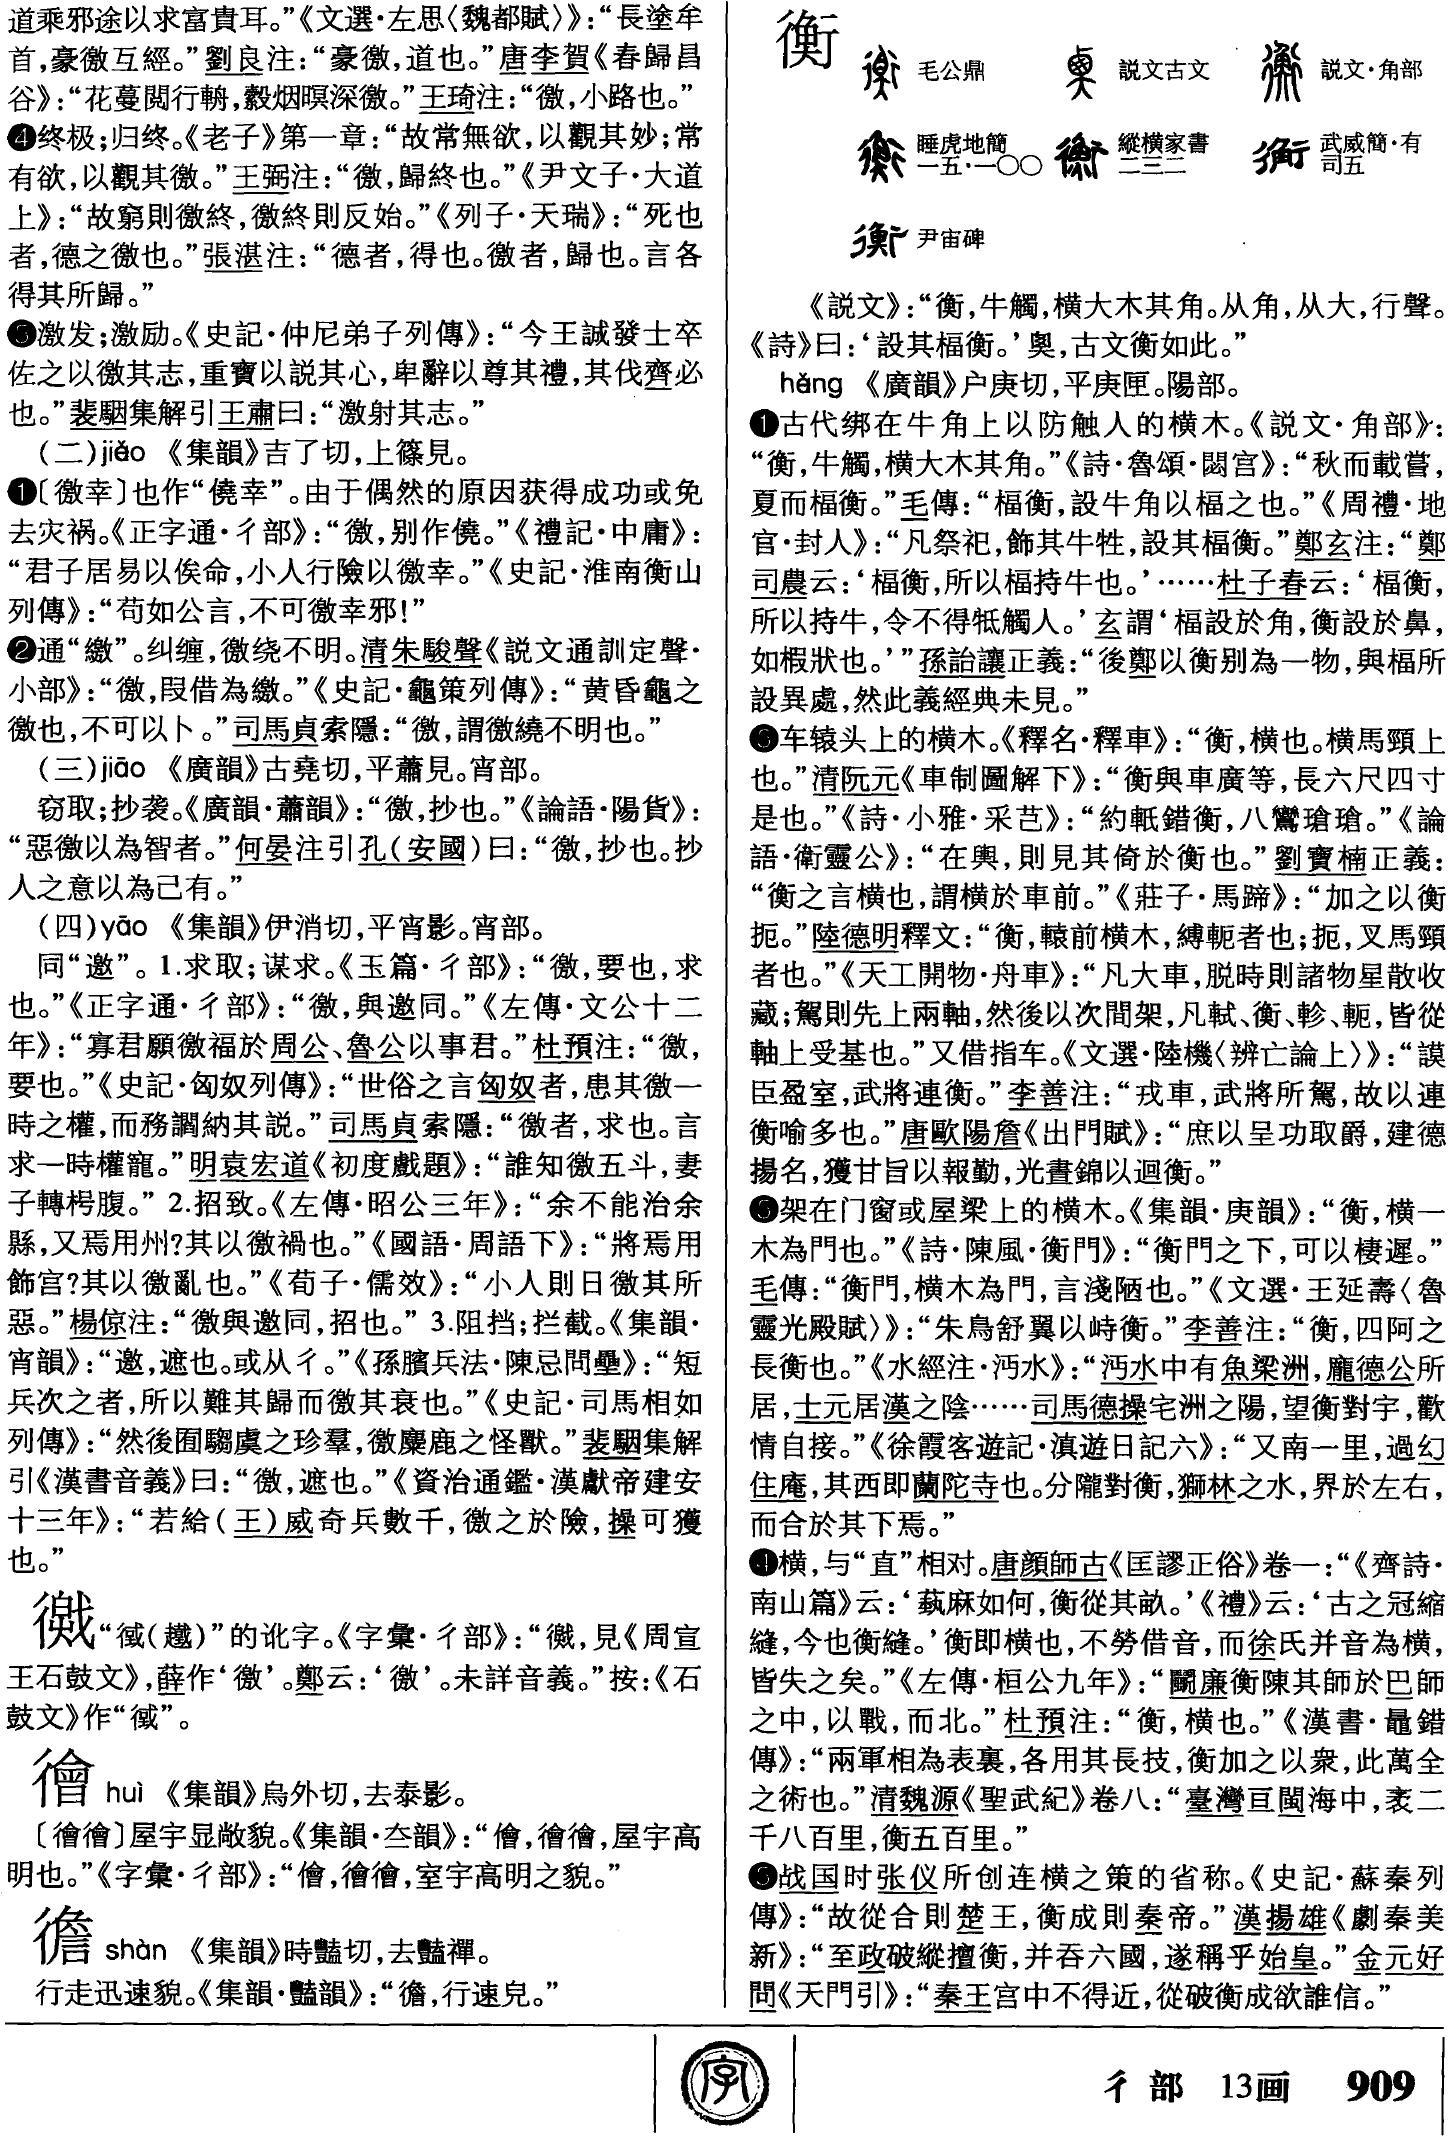 道乘邪途以求富貴耳。”《文選·左思〈魏都賦〉》：“長塗牟
首，豪徼互經。”劉良注：“豪徼，道也。”唐李賀《春歸昌
谷》：“花蔓閡行輈，縠烟暝深徼。”王琦注：“徼，小路也。”
❹终极；归终。《老子》第一章：“故常無欲，以觀其妙；常
有欲，以觀其徼。”王弼注：“徼，歸終也。”《尹文子·大道
上》：“故窮則徼終，徼終則反始。”《列子·天瑞》：“死也
者，德之徼也。”張湛注：“德者，得也。徼者，歸也。言各
得其所歸。”
❺激发；激励。《史記·仲尼弟子列傳》：“今王誠發士卒
佐之以徼其志，重寶以説其心，卑辭以尊其禮，其伐齊必
也。”裴駰集解引王肅曰：“激射其志。”
（二）jiǎo 《集韻》吉了切，上篠見。
❶〔徼幸〕也作“僥幸”。由于偶然的原因获得成功或免
去灾祸。《正字通·彳部》：“徼，别作僥。”《禮記·中庸》：
“君子居易以俟命，小人行險以徼幸。”《史記·淮南衡山
列傳》：“苟如公言，不可徼幸邪！”
❷通“繳”。纠缠，徼绕不明。清朱駿聲《説文通訓定聲·
小部》：“徼，叚借為繳。”《史記·龜策列傳》：“黄昏龜之
徼也，不可以卜。”司馬貞索隱：“徼，謂徼繞不明也。”
（三）jiāo 《廣韻》古堯切，平蕭見。宵部。
窃取；抄袭。《廣韻·蕭韻》：“徼，抄也。”《論語·陽貨》：
“惡徼以為智者。”何晏注引孔（安國）曰：“徼，抄也。抄
人之意以為己有。”
（四）yāo 《集韻》伊消切，平宵影。宵部。
同“邀”。1.求取；谋求。《玉篇·彳部》：“徼，要也，求
也。”《正字通·彳部》：“徼，與邀同。”《左傳·文公十二
年》：“寡君願徼福於周公、魯公以事君。”杜預注：“徼，
要也。”《史記·匈奴列傳》：“世俗之言匈奴者，患其徼一
時之權，而務讇納其説。”司馬貞索隱：“徼者，求也。言
求一時權寵。”明袁宏道《初度戲題》：“誰知徼五斗，妻
子轉枵腹。” 2.招致。《左傳·昭公三年》：“余不能治余
縣，又焉用州？其以徼禍也。”《國語·周語下》：“將焉用
飾宫？其以徼亂也。”《荀子·儒效》：“小人則日徼其所
惡。”楊倞注：“徼與邀同，招也。” 3.阻挡；拦截。《集韻·
宵韻》：“邀，遮也。或从彳。”《孫臏兵法·陳忌問壘》：“短
兵次之者，所以難其歸而徼其衰也。”《史記·司馬相如
列傳》：“然後囿騶虞之珍羣，徼麋鹿之怪獸。”裴駰集解
引《漢書音義》曰：“徼，遮也。”《資治通鑑·漢獻帝建安
十三年》：“若給（王）威奇兵數千，徼之於險，操可獲
也。”
“　（　）”的讹字。《字彙·彳部》：“　，見《周宣
王石鼓文》，薛作‘徼’。鄭云：‘徼’。未詳音義。”按：《石
鼓文》作“　”。
㣛 huì 《集韻》烏外切，去泰影。
〔㣛㣛〕屋宇显敞貌。《集韻·夳韻》：“㣛，㣛㣛，屋宇高
明也。”《字彙·彳部》：“㣛，㣛㣛，室宇高明之貌。”
shàn 《集韻》時豔切，去豔禪。
行走迅速貌。《集韻·豔韻》：“　，行速皃。”
衡 毛公鼎 説文古文 説文·角部
睡虎地簡一五·一〇〇 縱横家書二三二 武威簡·有司五
尹宙碑
《説文》：“衡，牛觸，横大木其角。从角，从大，行聲。
《詩》曰：‘設其楅衡。’奧，古文衡如此。”
héng 《廣韻》户庚切，平庚匣。陽部。
❶古代绑在牛角上以防触人的横木。《説文·角部》：
“衡，牛觸，横大木其角。”《詩·魯頌·閟宫》：“秋而載嘗，
夏而楅衡。”毛傳：“楅衡，設牛角以楅之也。”《周禮·地
官·封人》：“凡祭祀，飾其牛牲，設其楅衡。”鄭玄注：“鄭
司農云：‘楅衡，所以楅持牛也。’……杜子春云：‘楅衡，
所以持牛，令不得牴觸人。’玄謂‘楅設於角，衡設於鼻，
如椵狀也。’”孫詒讓正義：“後鄭以衡别為一物，與楅所
設異處，然此義經典未見。”
❷车辕头上的横木。《釋名·釋車》：“衡，横也。横馬頸上
也。”清阮元《車制圖解下》：“衡與車廣等，長六尺四寸
是也。”《詩·小雅·采芑》：“約軝錯衡，八鸞瑲瑲。”《論
語·衛靈公》：“在輿，則見其倚於衡也。”劉寶楠正義：
“衡之言横也，謂横於車前。”《莊子·馬蹄》：“加之以衡
扼。”陸德明釋文：“衡，轅前横木，縛軛者也；扼，叉馬頸
者也。”《天工開物·舟車》：“凡大車，脱時則諸物星散收
藏；駕則先上兩軸，然後以次間架，凡軾、衡、軫、軛，皆從
軸上受基也。”又借指车。《文選·陸機〈辨亡論上〉》：“謨
臣盈室，武將連衡。”李善注：“戎車，武將所駕，故以連
衡喻多也。”唐歐陽詹《出門賦》：“庶以呈功取爵，建德
揚名，獲甘旨以報勤，光晝錦以迴衡。”
❸架在门窗或屋梁上的横木。《集韻·庚韻》：“衡，横一
木為門也。”《詩·陳風·衡門》：“衡門之下，可以棲遲。”
毛傳：“衡門，横木為門，言淺陋也。”《文選·王延壽〈魯
靈光殿賦〉》：“朱鳥舒翼以峙衡。”李善注：“衡，四阿之
長衡也。”《水經注·沔水》：“沔水中有魚梁洲，龐德公所
居，士元居漢之陰……司馬德操宅洲之陽，望衡對宇，歡
情自接。”《徐霞客遊記·滇遊日記六》：“又南一里，過幻
住庵，其西即蘭陀寺也。分隴對衡，獅林之水，界於左右，
而合於其下焉。”
❹横，与“直”相对。唐顔師古《匡謬正俗》卷一：“《齊詩·
南山篇》云：‘蓺麻如何，衡從其畝。’《禮》云：‘古之冠縮
縫，今也衡縫。’衡即横也，不勞借音，而徐氏并音為横，
皆失之矣。”《左傳·桓公九年》：“鬬廉衡陳其師於巴師
之中，以戰，而北。”杜預注：“衡，横也。”《漢書·鼂錯
傳》：“兩軍相為表裏，各用其長技，衡加之以衆，此萬全
之術也。”清魏源《聖武紀》卷八：“臺灣亘閩海中，袤二
千八百里，衡五百里。”
❺战国时张仪所创连横之策的省称。《史記·蘇秦列
傳》：“故從合則楚王，衡成則秦帝。”漢揚雄《劇秦美
新》：“至政破縱擅衡，并吞六國，遂稱乎始皇。”金元好
問《天門引》：“秦王宫中不得近，從破衡成欲誰信。”
字
彳部 13画 909